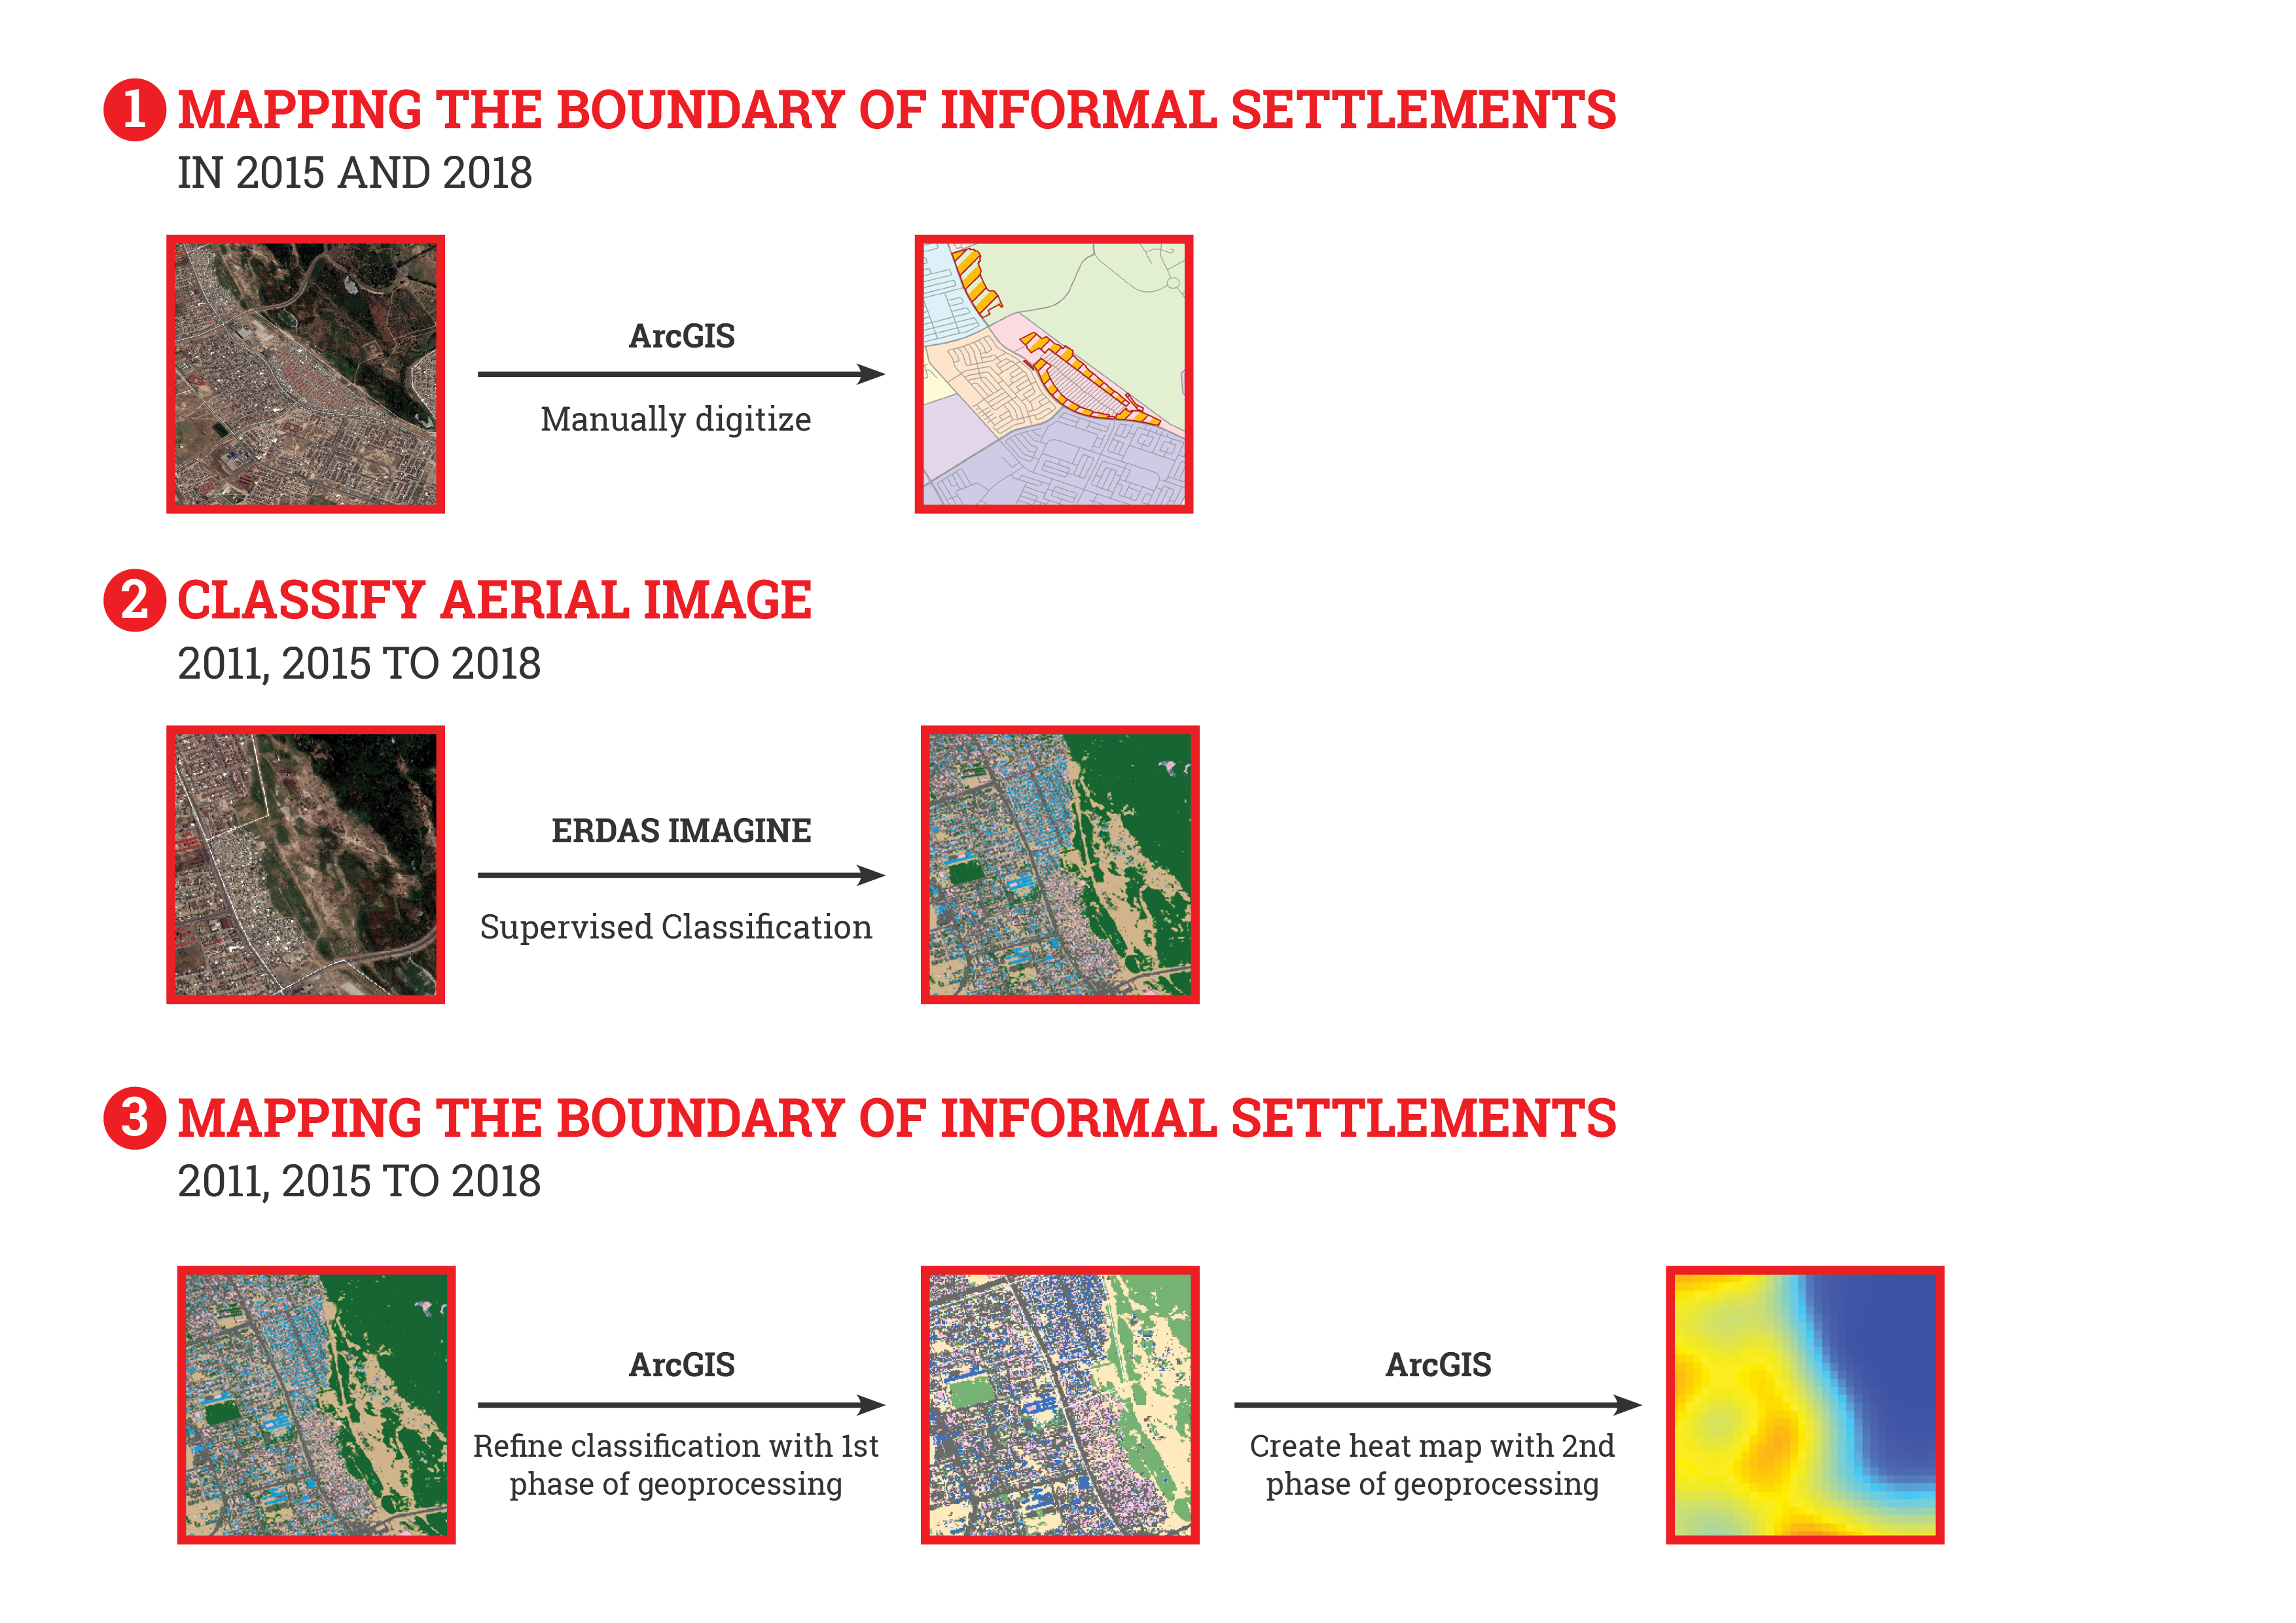 1 MAPPING THE BOUNDARY OF INFORMAL SETTLEMENTS
IN 2015 AND 2018
ArcGIS
Manually digitize
2 CLASSIFY AERIAL IMAGE
2011, 2015 TO 2018
ERDAS IMAGINE
Supervised Classification
3 MAPPING THE BOUNDARY OF INFORMAL SETTLEMENTS
2011, 2015 TO 2018
ArcGIS
Refine classification with 1st
phase of geoprocessing
ArcGIS
Create heat map with 2nd
phase of geoprocessing